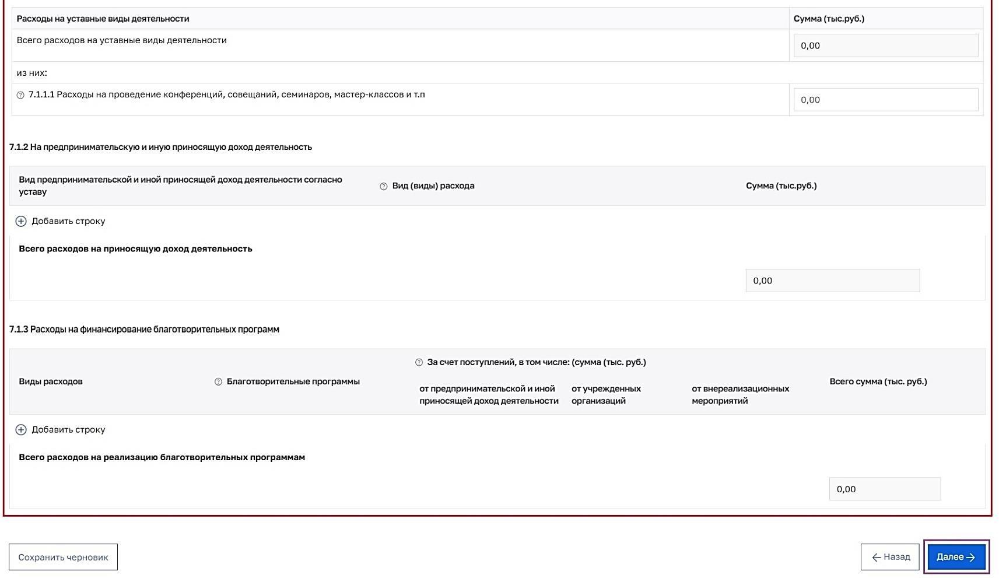 Расходы на уставные виды деятельности
Сумма (тыс.руб.)
Всего расходов на уставные виды деятельности
0,00
из них:
7.1.1.1 Расходы на проведение конференций, совещаний, семинаров, мастер-классов и т.п
0,00
7.1.2 На предпринимательскую и иную приносящую доход деятельность
Вид предпринимательской и иной приносящей доход деятельности согласно
уставу
Вид (виды) расхода
Сумма (тыс.руб.)
Добавить строку
Всего расходов на приносящую доход деятельность
0,00
7.1.3 Расходы на финансирование благотворительных программ
Виды расходов
Благотворительные программы
За счет поступлений, в том числе: (сумма (тыс. руб.)
от предпринимательской и иной
приносящей доход деятельности
от учрежденных
организаций
от внереализационных
мероприятий
Всего сумма (тыс. руб.)
Добавить строку
Всего расходов на реализацию благотворительных программам
0,00
Сохранить черновик
← Назад
Далее →